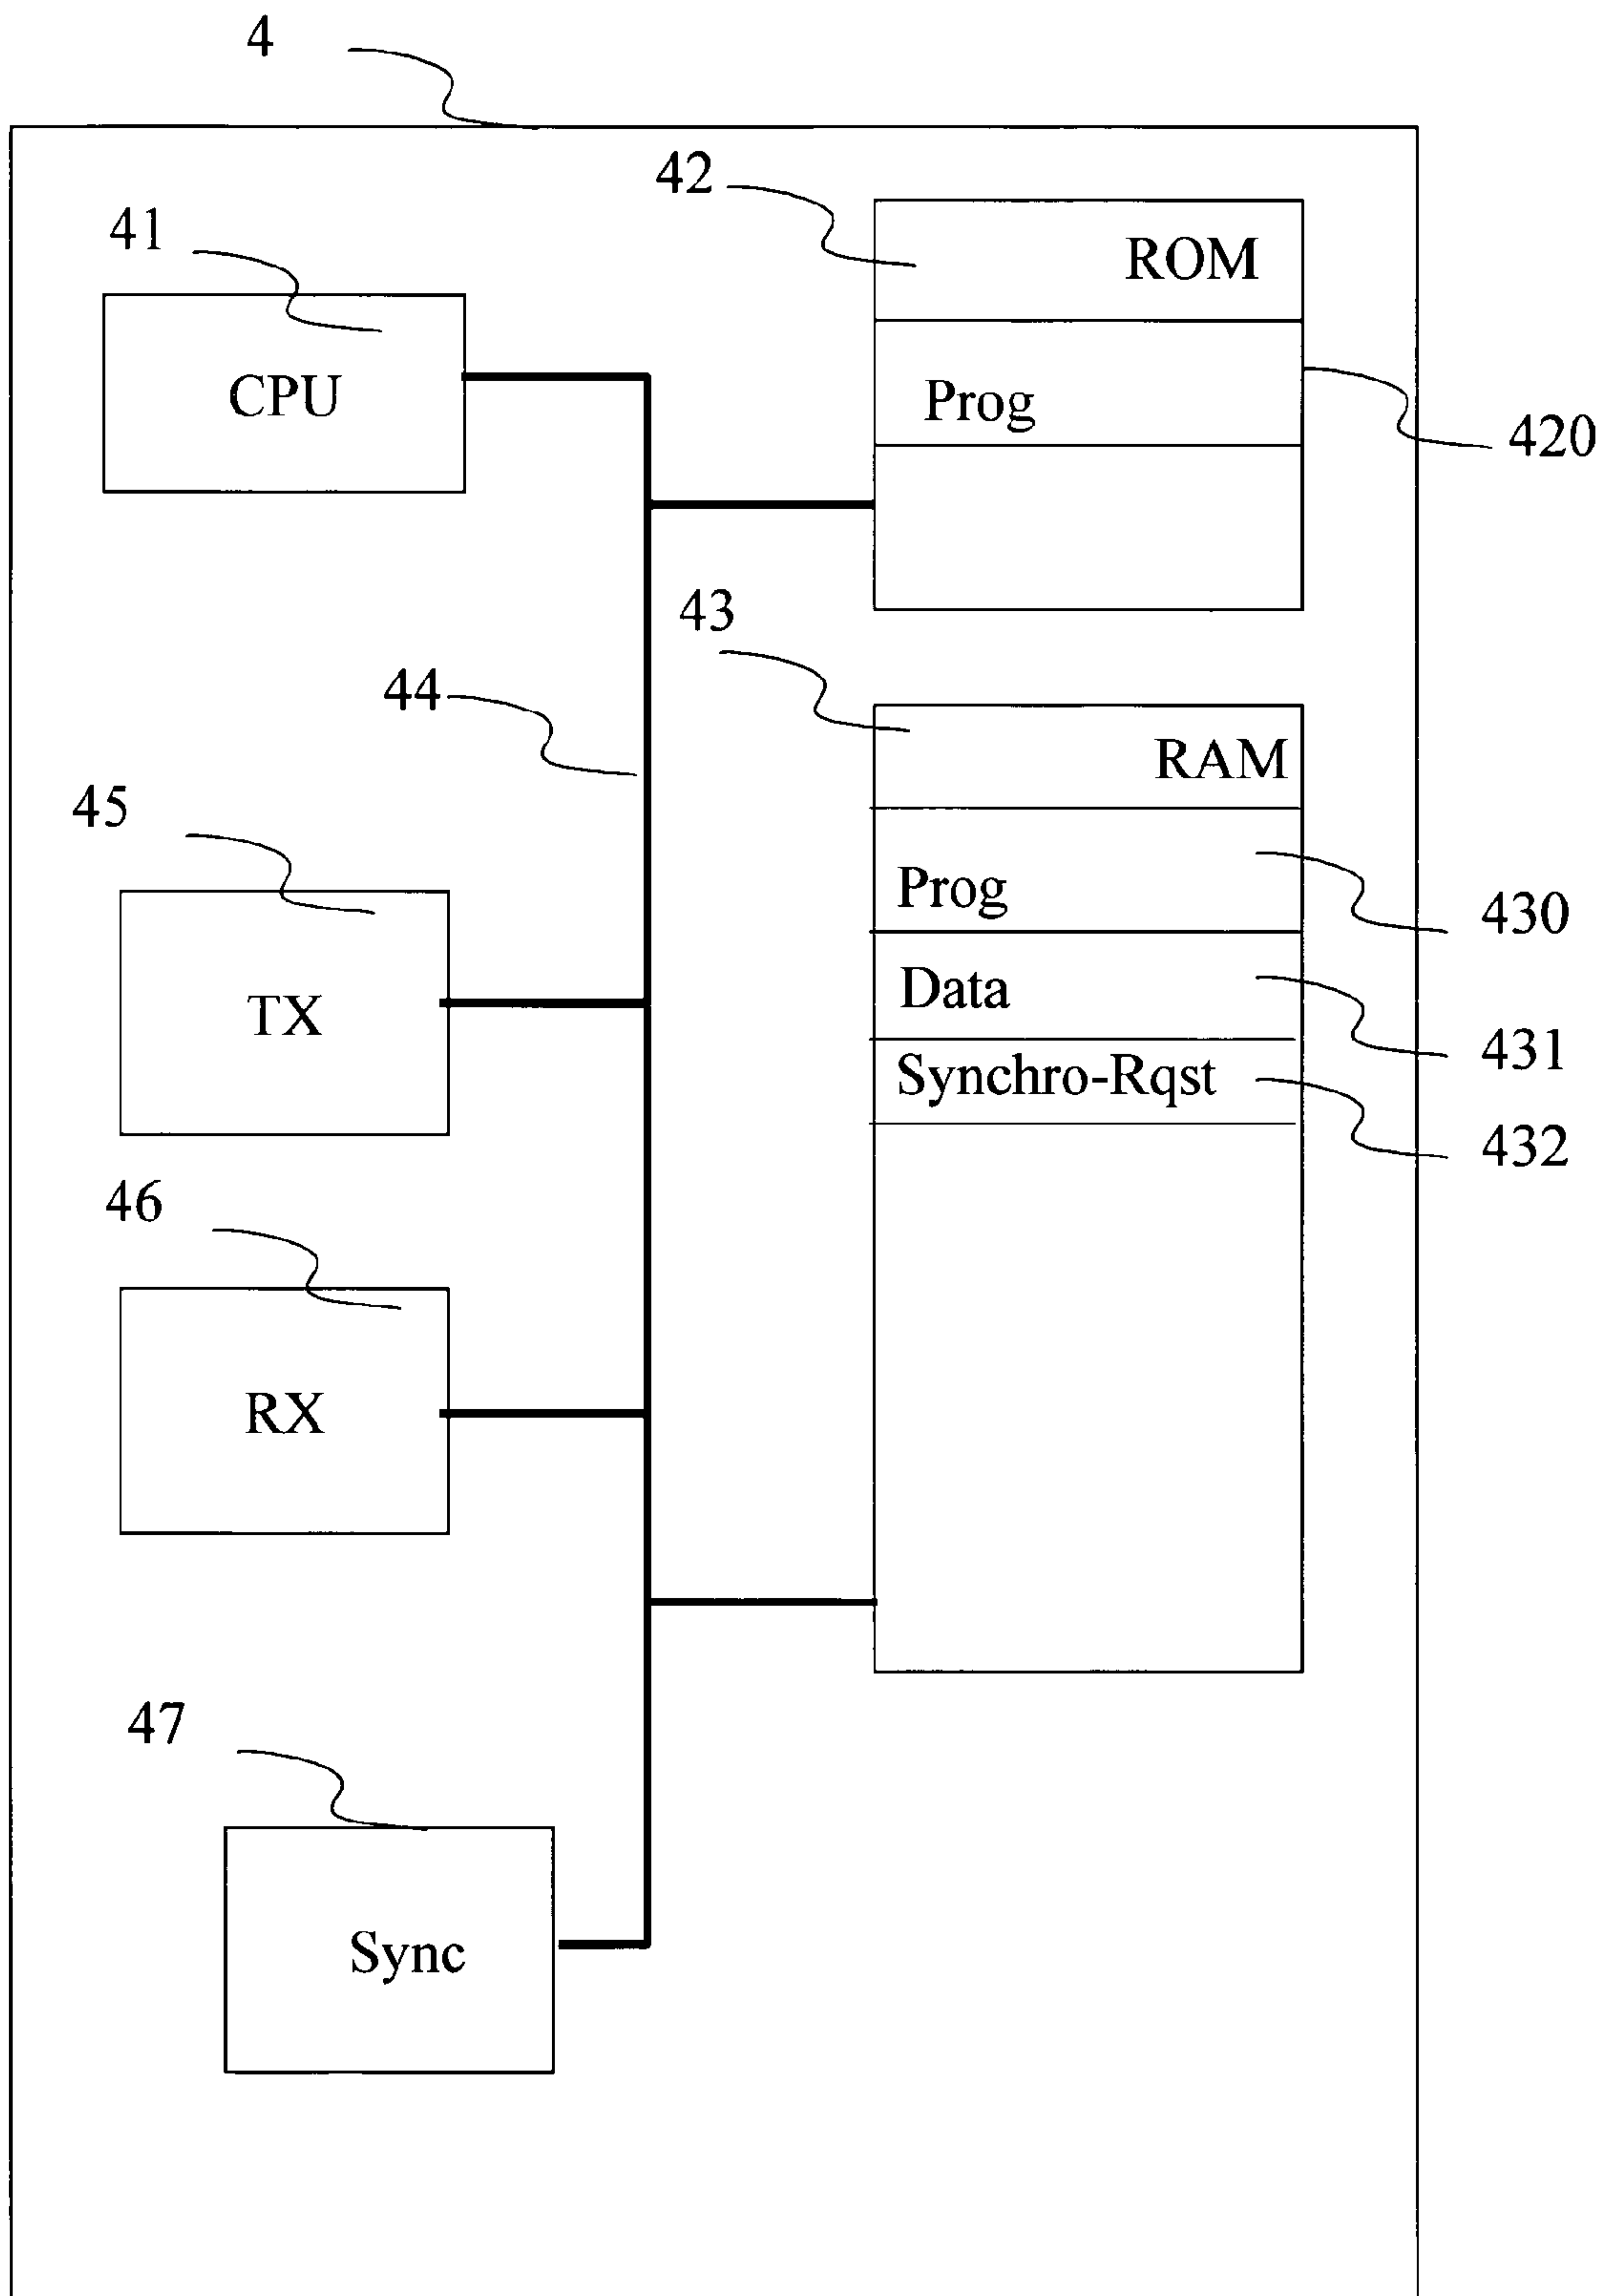 4
42
ROM
41
CPU
Prog
420
43
44
RAM
45
Prog
430
TX
Data
431
Synchro-Rqst
432
46
RX
47
Sync